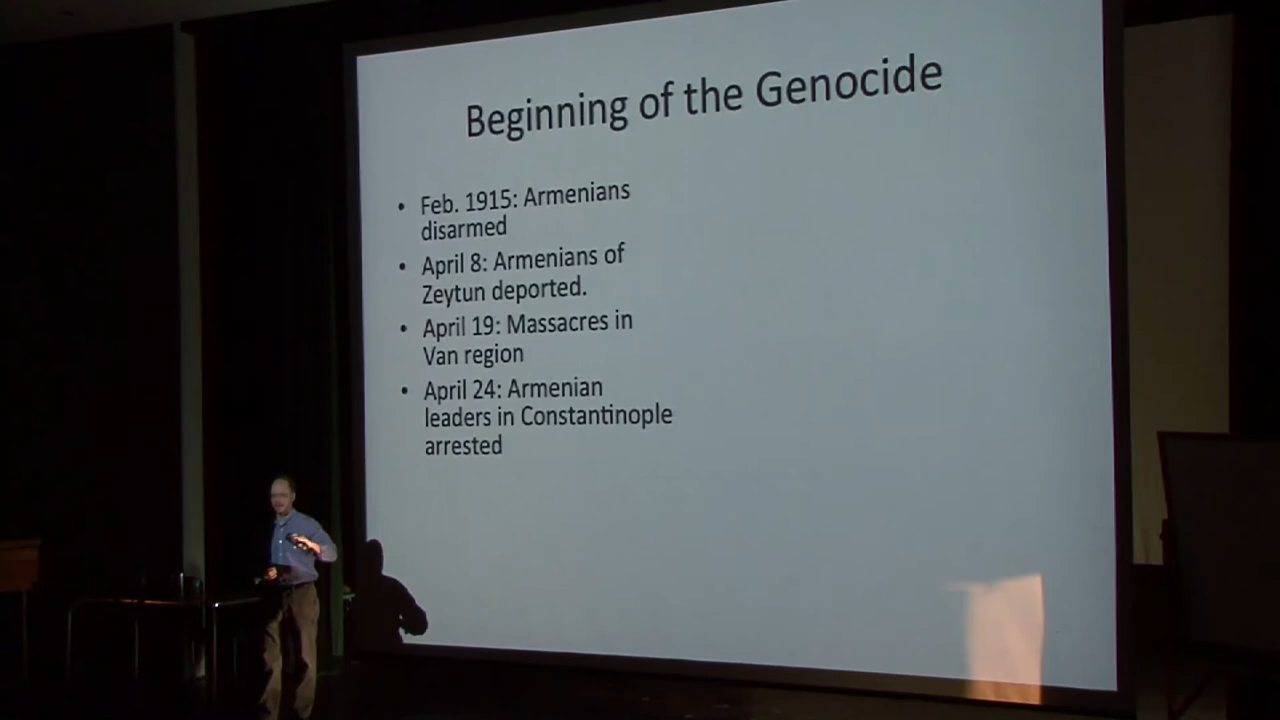 Beginning of the Genocide
• Feb. 1915: Armenians
disarmed
• April 8: Armenians of
Zeytun deported.
• April 19: Massacres in
Van region
• April 24: Armenian
leaders in Constantinople
arrested